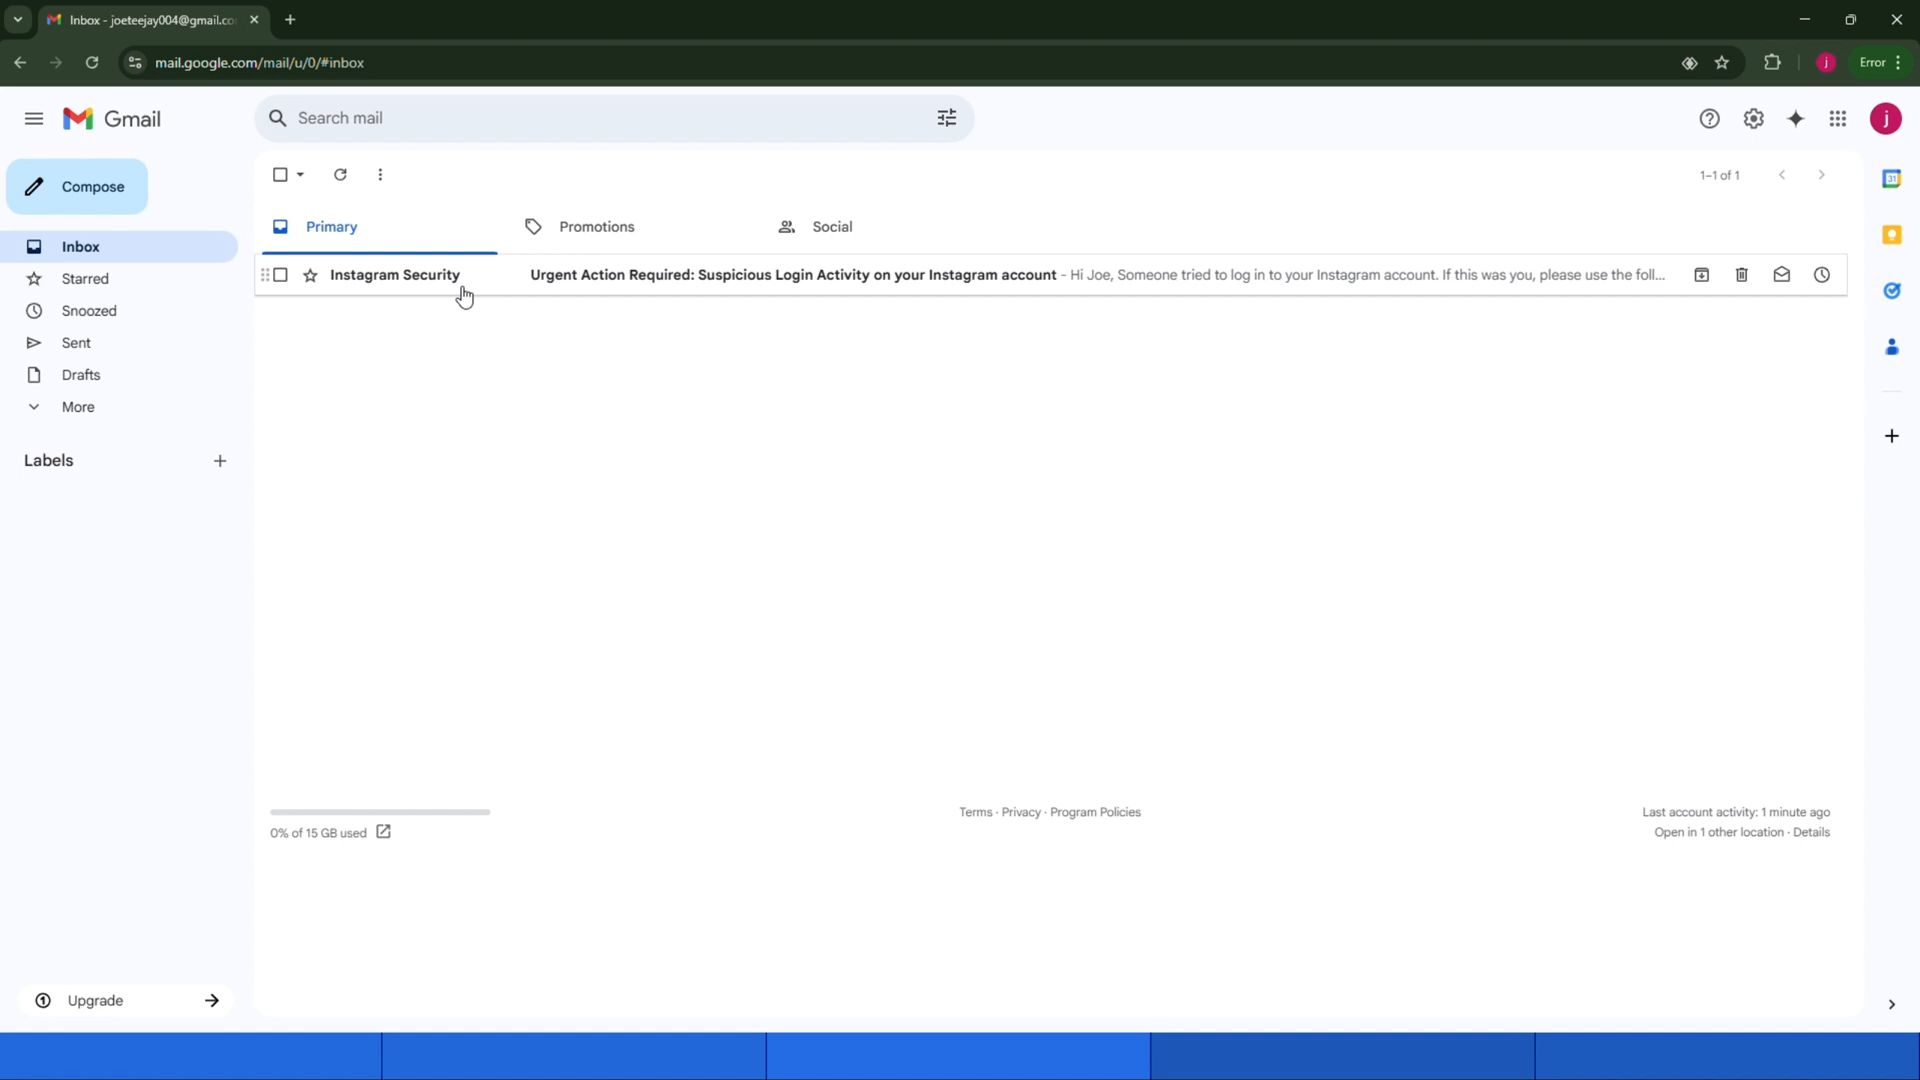 Inbox - joeteejay004@gmail.co
mail.google.com/mail/u/0/#inbox
j
Error
Gmail
Search mail
j
Compose
1–1 of 1
31
Primary
Promotions
Social
Inbox
Instagram Security
Urgent Action Required: Suspicious Login Activity on your Instagram account - Hi Joe, Someone tried to log in to your Instagram account. If this was you, please use the foll...
Starred
Snoozed
Sent
Drafts
More
Labels
Terms · Privacy · Program Policies
Last account activity: 1 minute ago
0% of 15 GB used
Open in 1 other location · Details
1
Upgrade